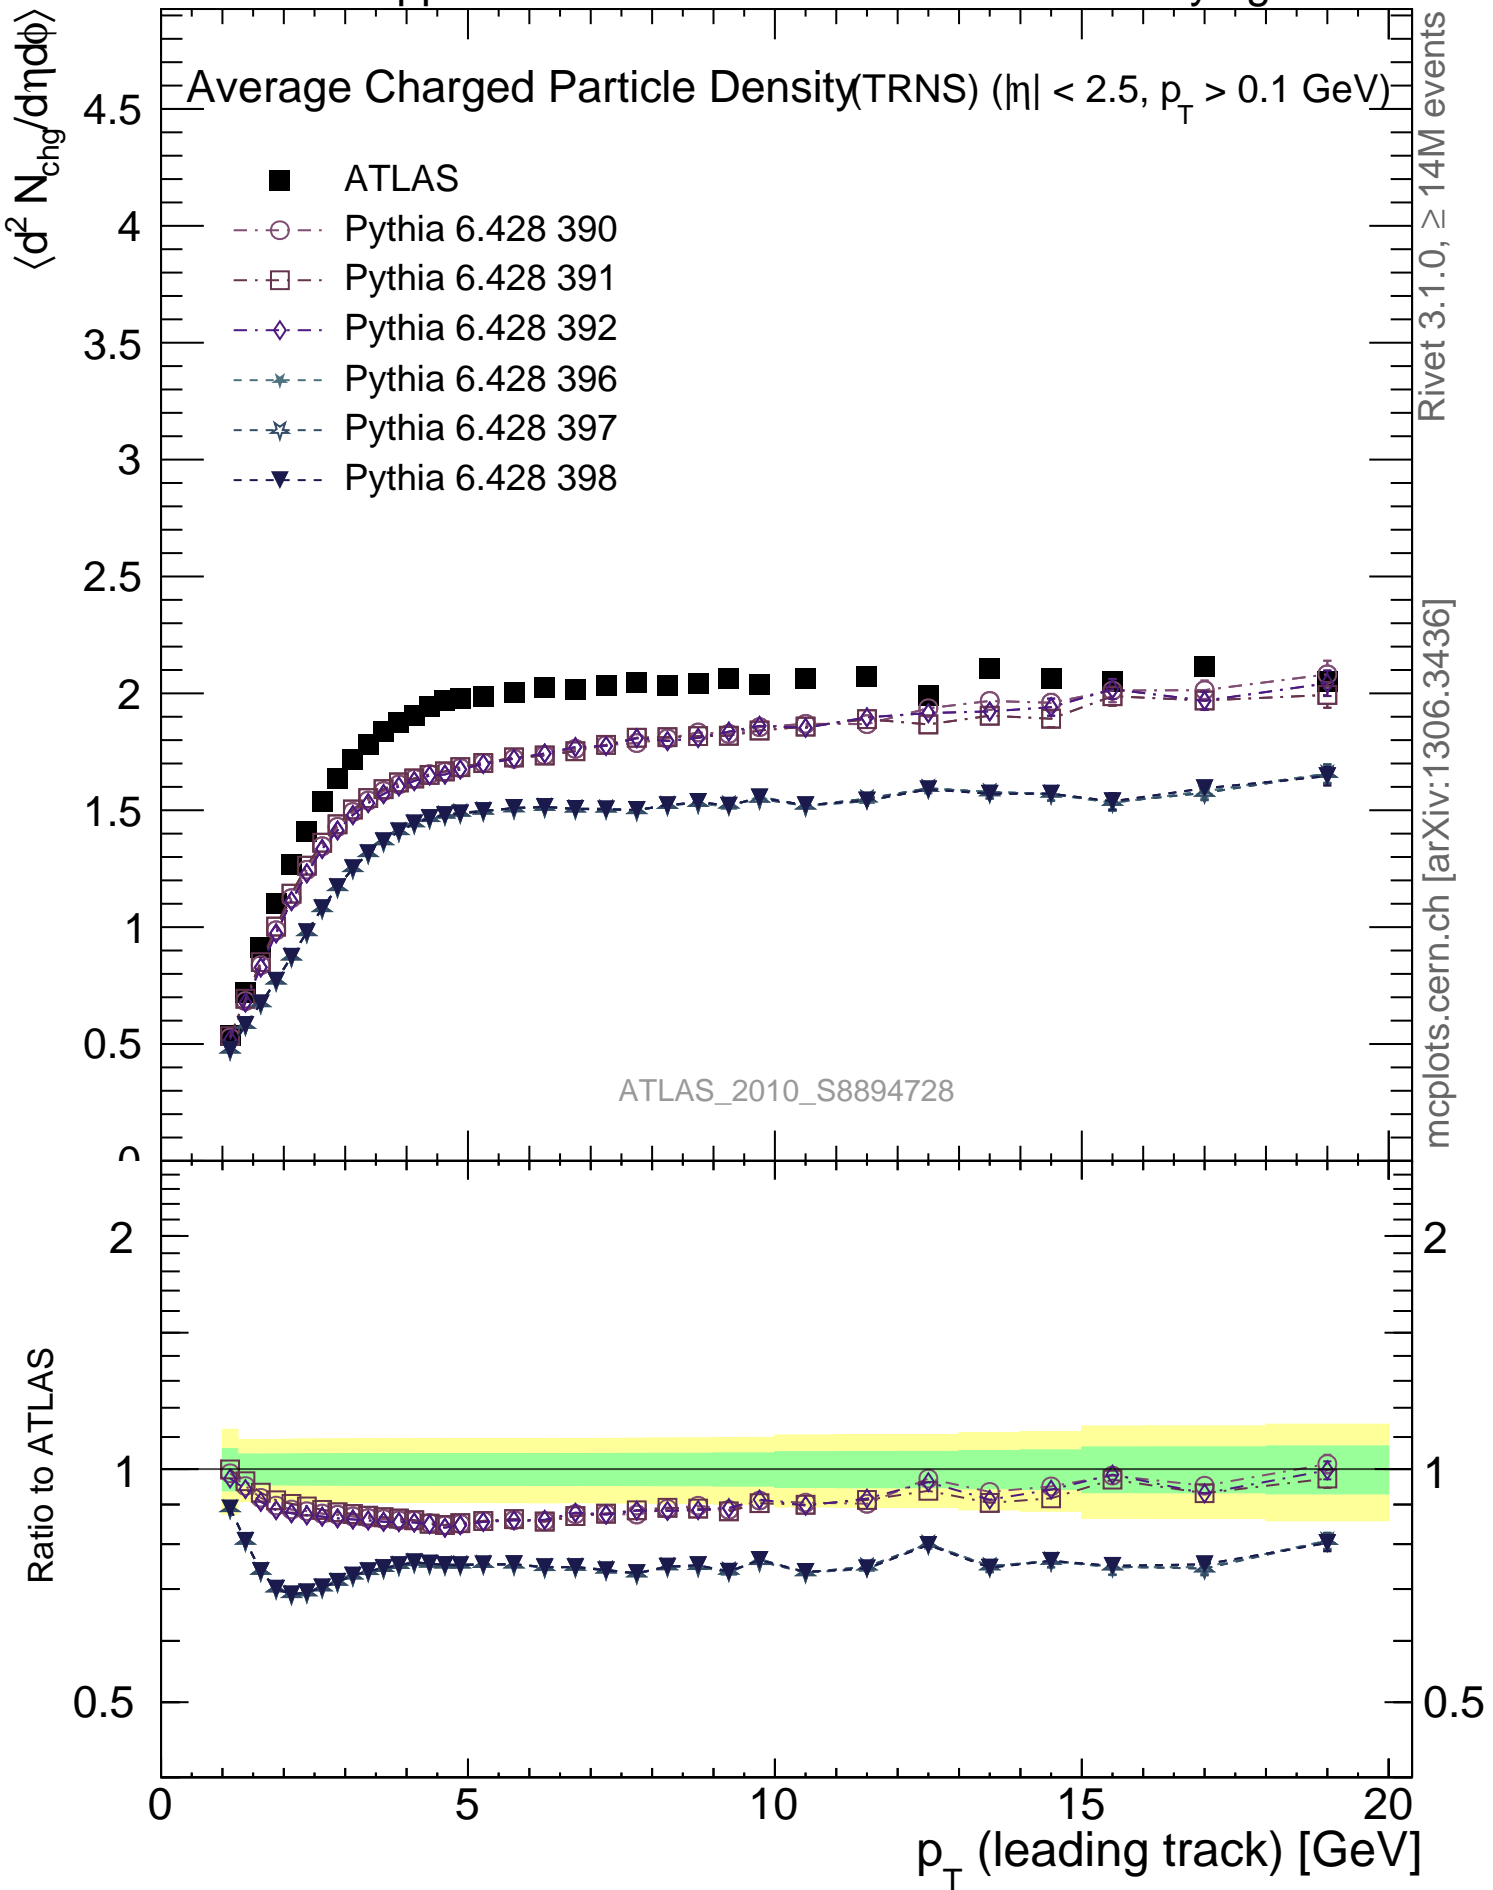 Average Charged Particle Density(TRNS) (|η| < 2.5, p_T > 0.1 GeV)
⟨d² N_chg/dηdϕ⟩
4.5
4
3.5
3
2.5
2
1.5
1
0.5
0
ATLAS
Pythia 6.428 390
Pythia 6.428 391
Pythia 6.428 392
Pythia 6.428 396
Pythia 6.428 397
Pythia 6.428 398
ATLAS_2010_S8894728
Rivet 3.1.0, ≥ 14M events
mcplots.cern.ch [arXiv:1306.3436]
Ratio to ATLAS
2
1
0.5
2
1
0.5
0
5
10
15
20
p_T (leading track) [GeV]